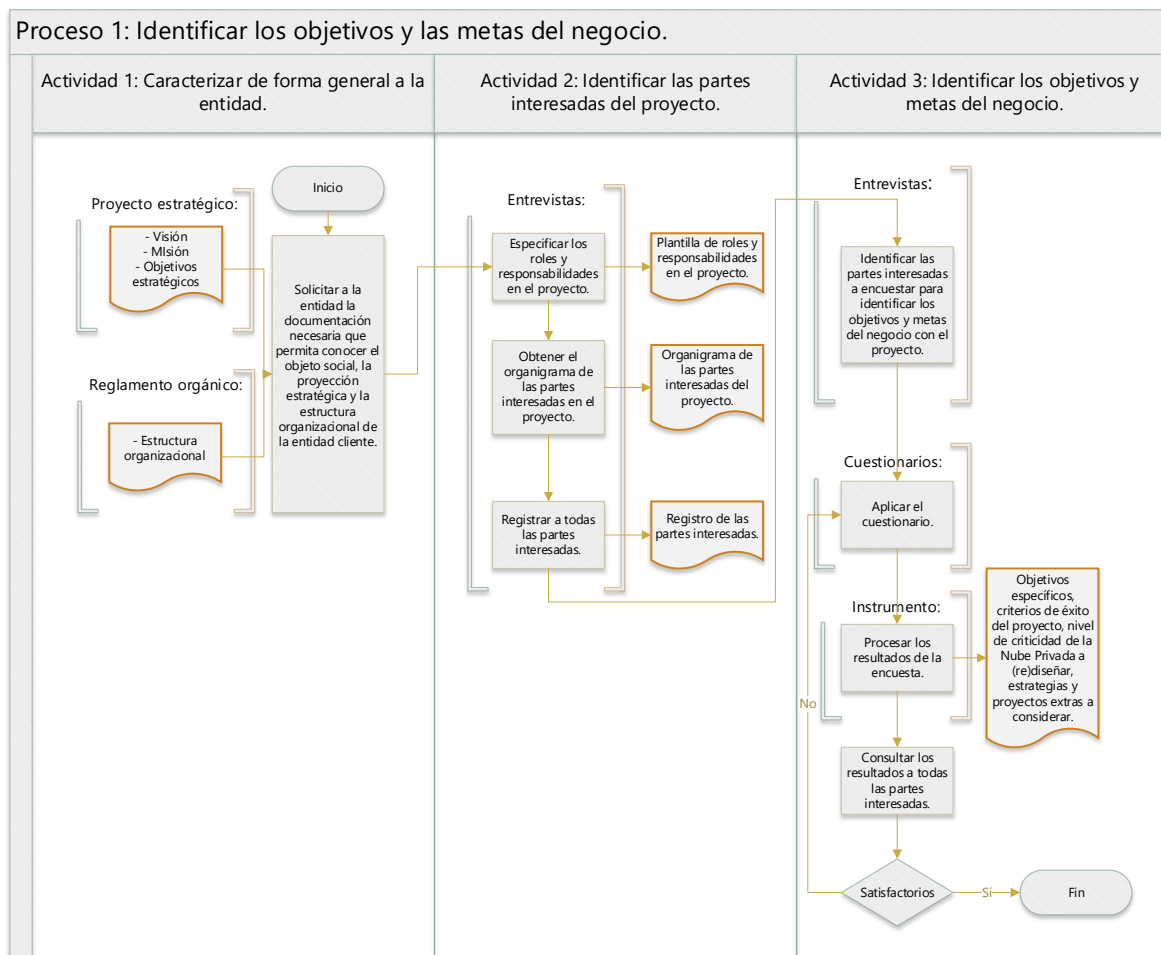 Proceso 1: Identificar los objetivos y las metas del negocio.
Actividad 1: Caracterizar de forma general a la
entidad.
Actividad 2: Identificar las partes
interesadas del proyecto.
Actividad 3: Identificar los objetivos y
metas del negocio.
Inicio
Proyecto estratégico:
- Visión
- MIsión
- Objetivos
estratégicos
Reglamento orgánico:
- Estructura
organizacional
Solicitar a la
entidad la
documentación
necesaria que
permita conocer el
objeto social, la
proyección
estratégica y la
estructura
organizacional de
la entidad cliente.
Entrevistas:
Especificar los
roles y
responsabilidades
en el proyecto.
Plantilla de roles y
responsabilidades
en el proyecto.
Obtener el
organigrama de
las partes
interesadas en el
proyecto.
Organigrama de
las partes
interesadas del
proyecto.
Registrar a todas
las partes
interesadas.
Registro de las
partes interesadas.
Entrevistas:
Identificar las
partes interesadas
a encuestar para
identificar los
objetivos y metas
del negocio con el
proyecto.
Cuestionarios:
Aplicar el
cuestionario.
Instrumento:
Procesar los
resultados de la
encuesta.
Objetivos
específicos,
criterios de éxito
del proyecto, nivel
de criticidad de la
Nube Privada a
(re)diseñar,
estrategias y
proyectos extras a
considerar.
No
Consultar los
resultados a todas
las partes
interesadas.
Satisfactorios
Sí
Fin